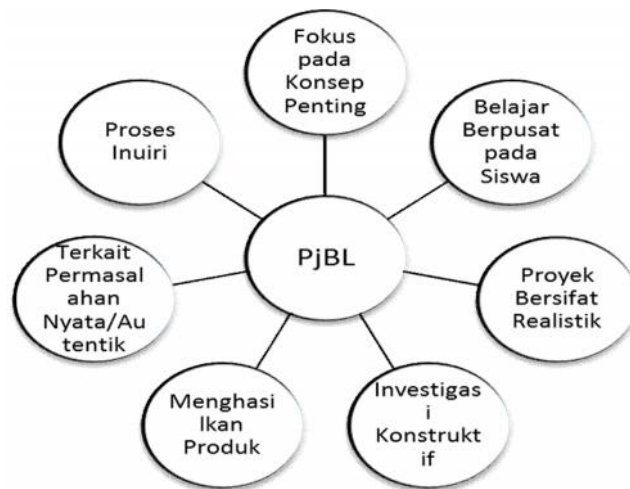 Fokus
pada
Konsep
Penting
Belajar
Berpusat
pada
Siswa
Proses
Inuiri
PjBL
Terkait
Permasal
ahan
Nyata/Au
tentik
Proyek
Bersifat
Realistik
Menghasi
lkan
Produk
Investigas
i
Konstrukt
if